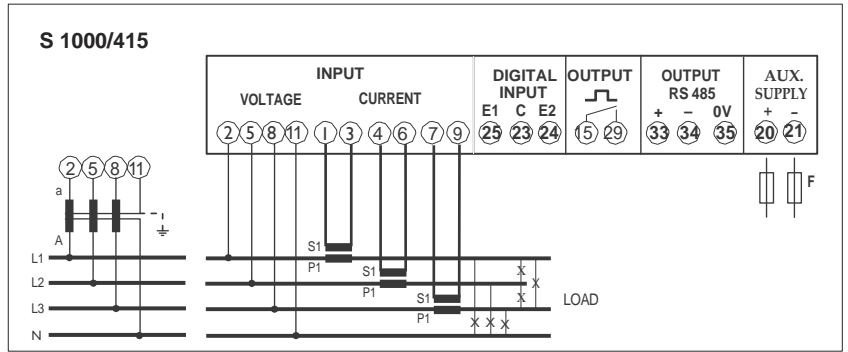 S 1000/415
INPUT
VOLTAGE CURRENT
DIGITAL INPUT
E1 C E2
OUTPUT
OUTPUT RS 485
+ − 0V
AUX. SUPPLY
+ −
2 5 8 11 1 3 4 6 7 9 25 23 24 15 29 33 34 35 20 21
2 5 8 11
F
a
A
S1
L1
P1
S1
L2
X
X
P1
S1
X
LOAD
L3
P1
X X X
N